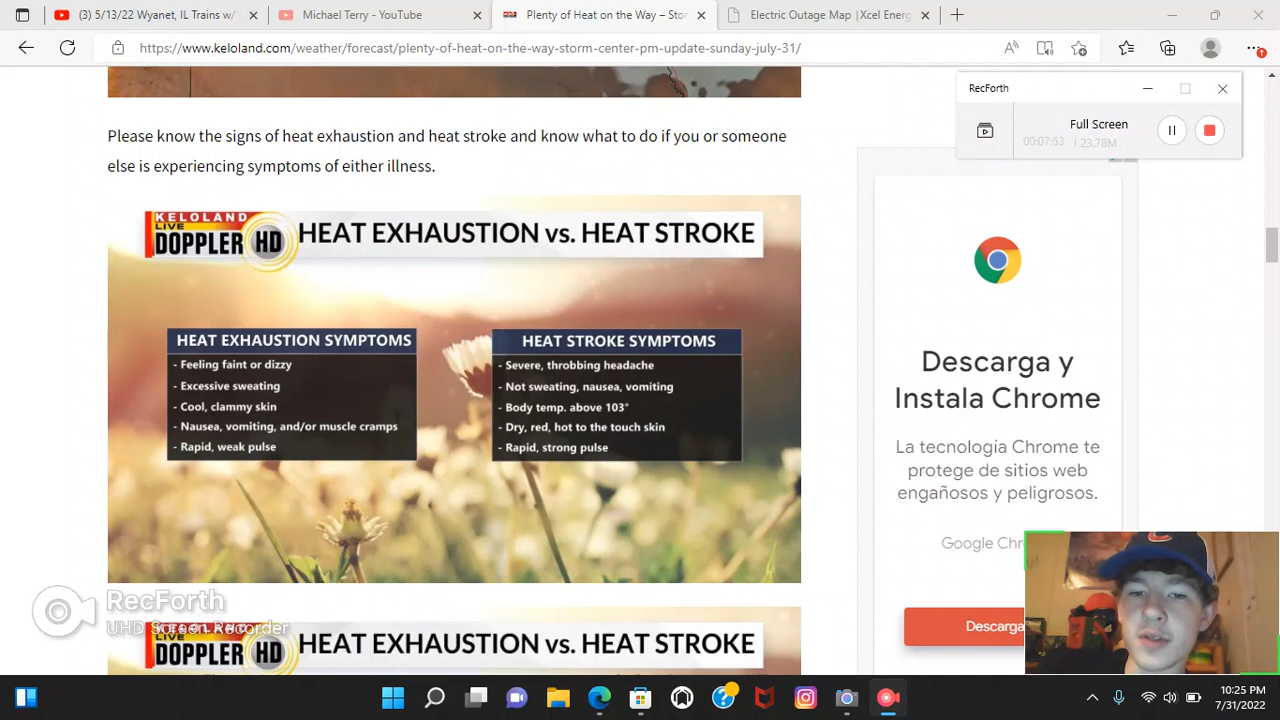 (3) 5/13/22 Wyanet, IL Trains w/
Michael Terry - YouTube
Plenty of Heat on the Way – Stor
Electric Outage Map | Xcel Energ
https://www.keloland.com/weather/forecast/plenty-of-heat-on-the-way-storm-center-pm-update-sunday-july-31/
RecForth
Full Screen
00:07:53 | 23.78M
Please know the signs of heat exhaustion and heat stroke and know what to do if you or someone
else is experiencing symptoms of either illness.
KELOLAND
LIVE
DOPPLER HD
HEAT EXHAUSTION vs. HEAT STROKE
HEAT EXHAUSTION SYMPTOMS
- Feeling faint or dizzy
- Excessive sweating
- Cool, clammy skin
- Nausea, vomiting, and/or muscle cramps
- Rapid, weak pulse
HEAT STROKE SYMPTOMS
- Severe, throbbing headache
- Not sweating, nausea, vomiting
- Body temp. above 103°
- Dry, red, hot to the touch skin
- Rapid, strong pulse
Descarga y
Instala Chrome
La tecnología Chrome te
protege de sitios web
engañosos y peligrosos.
Google Chr
Descarga
RecForth
UHD Screen Recorder
KELOLAND
LIVE
DOPPLER HD
HEAT EXHAUSTION vs. HEAT STROKE
10:25 PM
7/31/2022